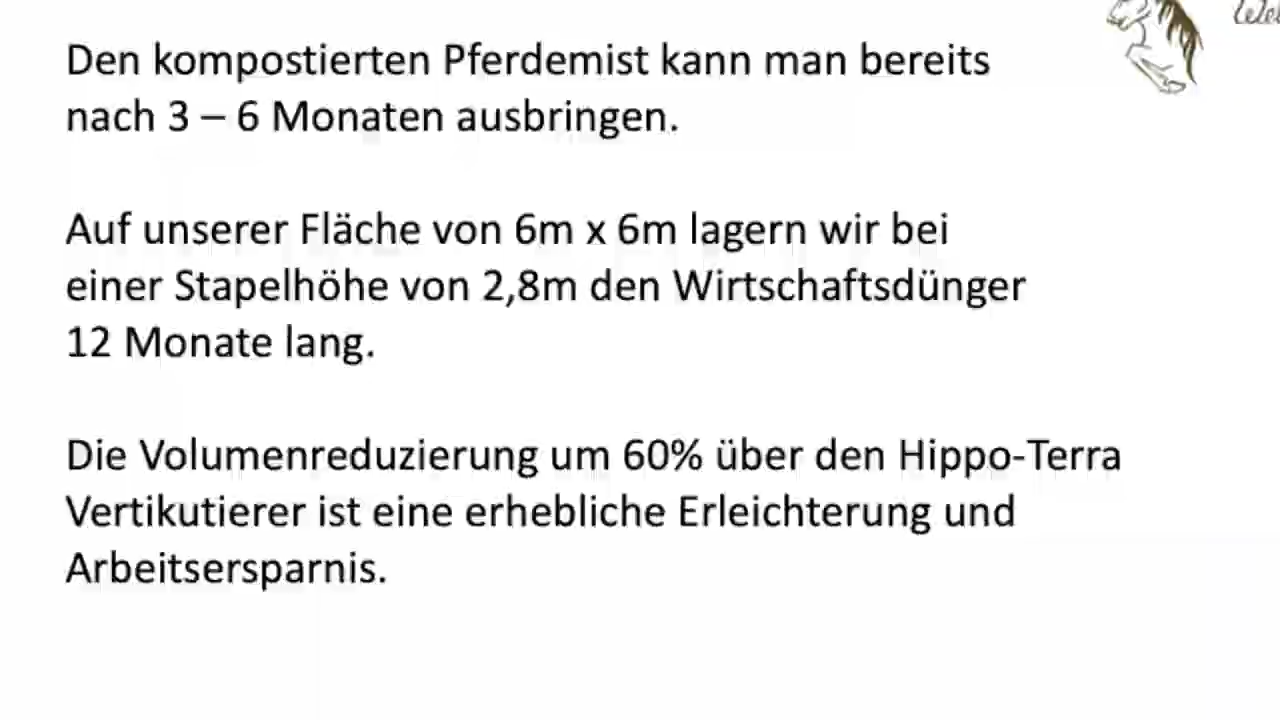 Den kompostierten Pferdemist kann man bereits
nach 3 – 6 Monaten ausbringen.
Auf unserer Fläche von 6m x 6m lagern wir bei
einer Stapelhöhe von 2,8m den Wirtschaftsdünger
12 Monate lang.
Die Volumenreduzierung um 60% über den Hippo-Terra
Vertikutierer ist eine erhebliche Erleichterung und
Arbeitsersparnis.